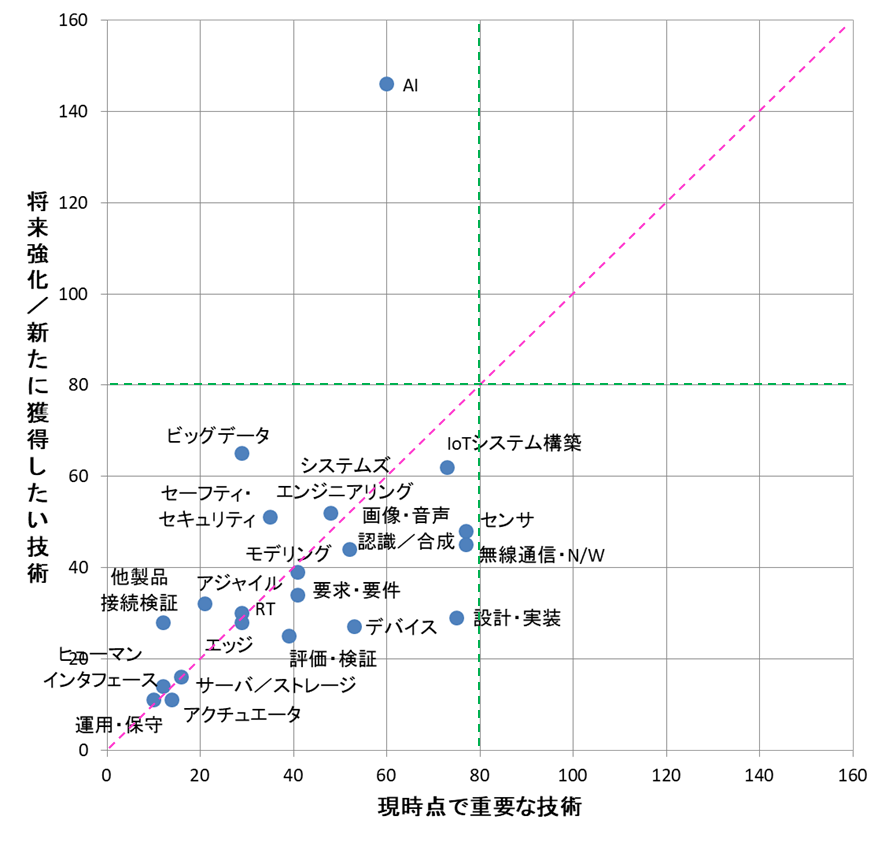 160
AI
140
120
100
80
60
40
20
0
将来強化／新たに獲得したい技術
ビッグデータ
IoTシステム構築
システムズ
エンジニアリング
セーフティ・
セキュリティ
画像・音声
認識／合成
センサ
無線通信・N/W
モデリング
他製品
接続検証
アジャイル
要求・要件
RT
デバイス
設計・実装
エッジ
評価・検証
ヒューマン
インタフェース
サーバ／ストレージ
アクチュエータ
運用・保守
0 20 40 60 80 100 120 140 160
現時点で重要な技術